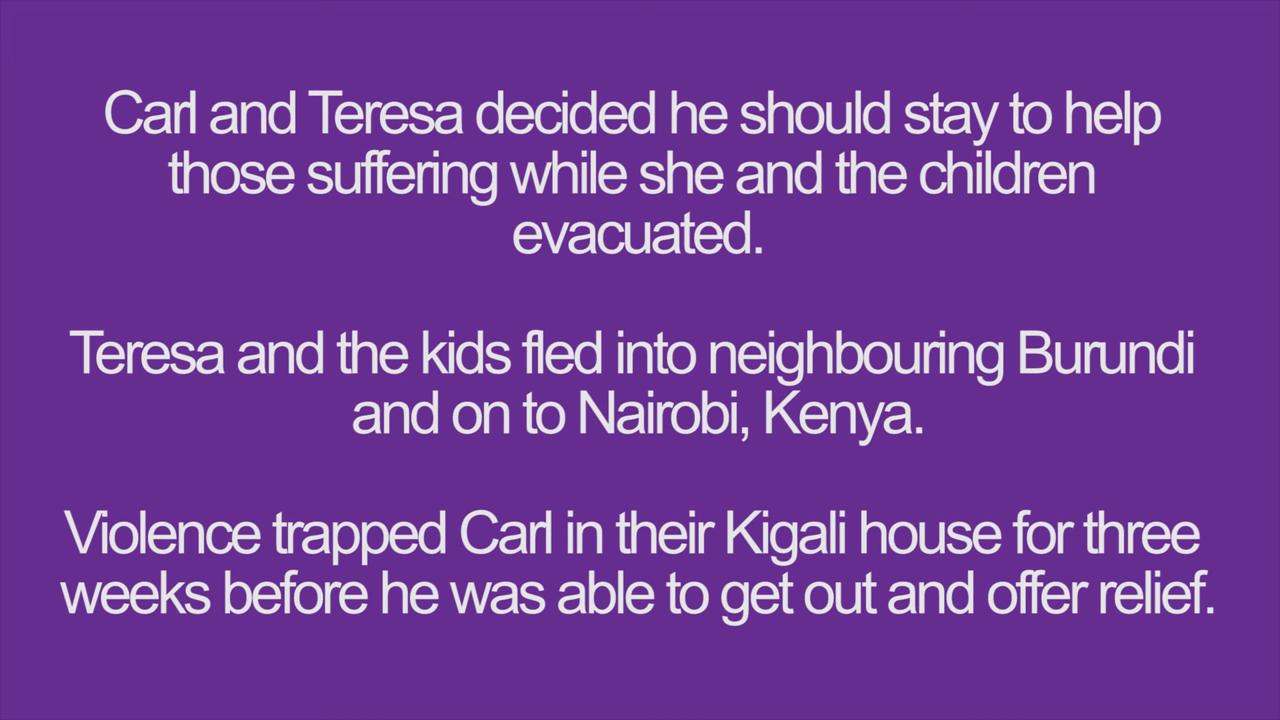 Carl and Teresa decided he should stay to help
those suffering while she and the children
evacuated.
Teresa and the kids fled into neighbouring Burundi
and on to Nairobi, Kenya.
Violence trapped Carl in their Kigali house for three
weeks before he was able to get out and offer relief.